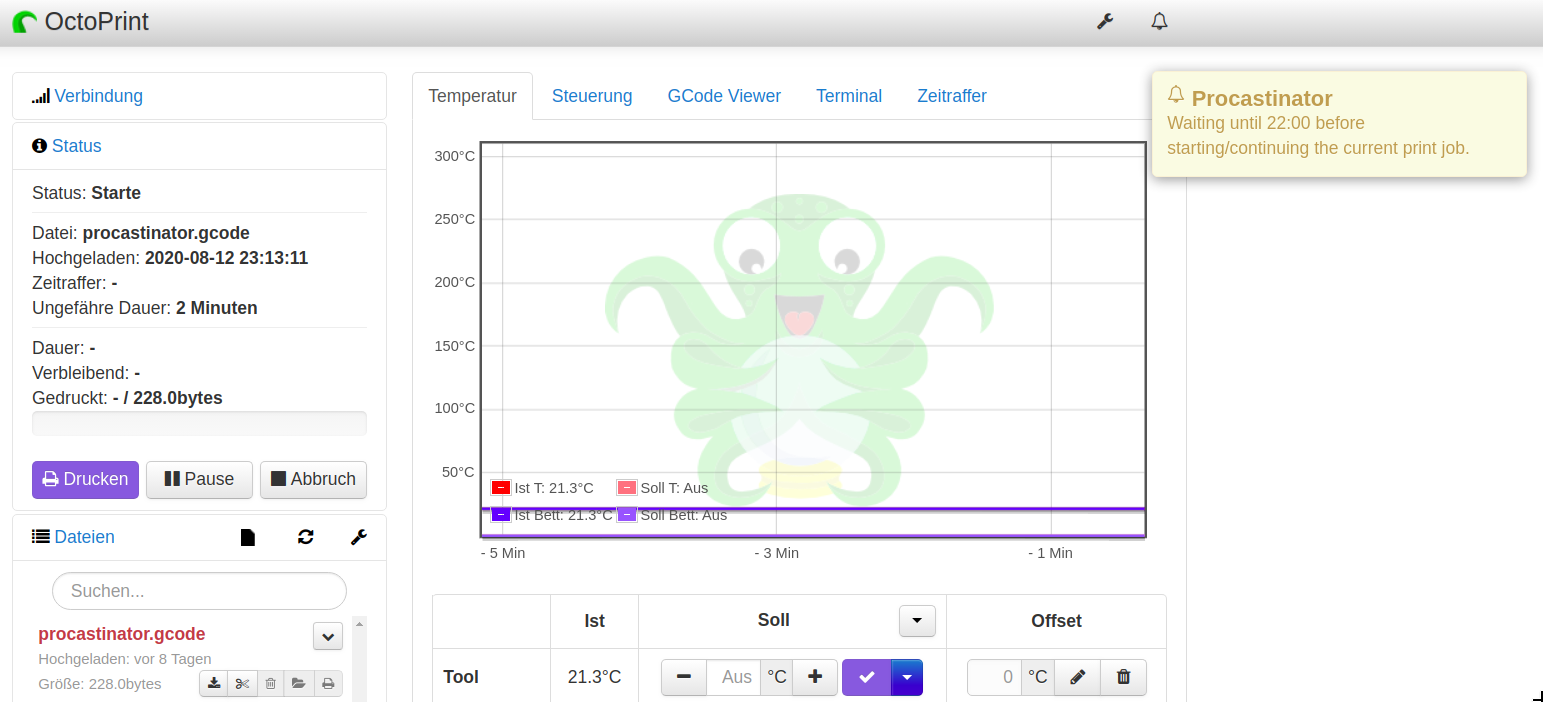 OctoPrint
Verbindung
Status
Status: Starte
Datei: procastinator.gcode
Hochgeladen: 2020-08-12 23:13:11
Zeitraffer: -
Ungefähre Dauer: 2 Minuten
Dauer: -
Verbleibend: -
Gedruckt: - / 228.0bytes
Drucken Pause Abbruch
Dateien
Suchen...
procastinator.gcode
Hochgeladen: vor 8 Tagen
Größe: 228.0bytes
Temperatur Steuerung GCode Viewer Terminal Zeitraffer
300°C
250°C
200°C
150°C
100°C
50°C
Ist T: 21.3°C Soll T: Aus
Ist Bett: 21.3°C Soll Bett: Aus
- 5 Min - 3 Min - 1 Min
Ist Soll Offset
Tool 21.3°C Aus °C 0 °C
Procastinator
Waiting until 22:00 before
starting/continuing the current print job.